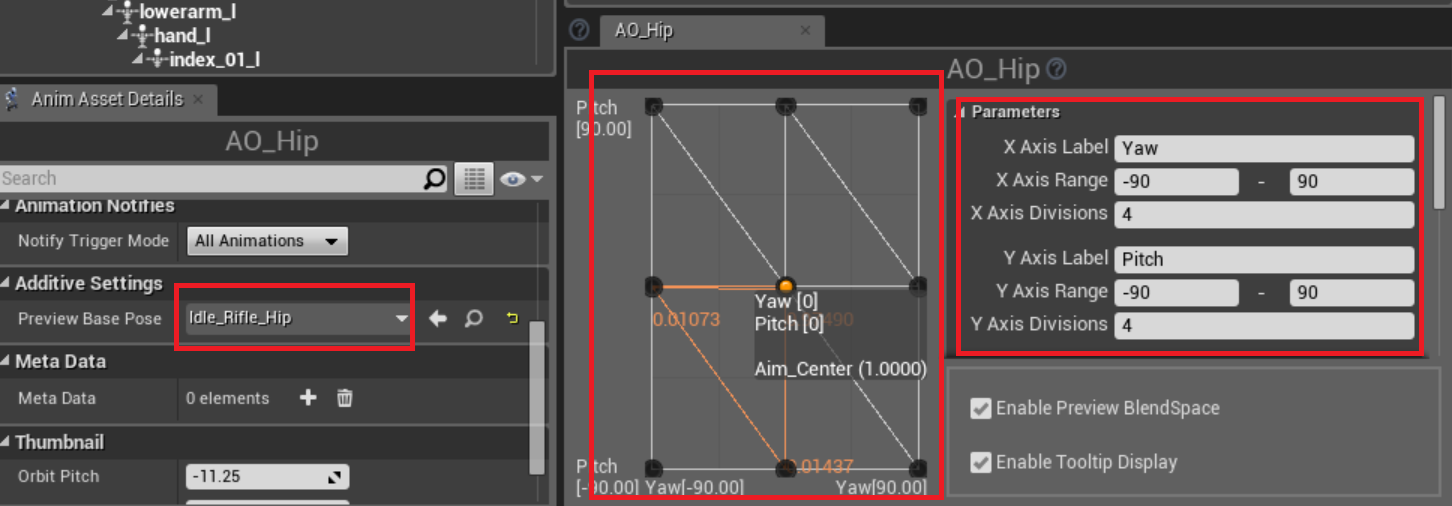 lowerarm_l
hand_l
index_01_l
Anim Asset Details
AO_Hip
Search
Animation Notifies
Notify Trigger Mode All Animations
Additive Settings
Preview Base Pose Idle_Rifle_Hip
Meta Data
Meta Data 0 elements
Thumbnail
Orbit Pitch -11.25
AO_Hip
Pitch
[90.00]
0.01073
Yaw [0]
Pitch [0]
Aim_Center (1.0000)
.01437
Pitch
[-90.00] Yaw[-90.00] Yaw[90.00]
AO_Hip
Parameters
X Axis Label Yaw
X Axis Range -90 - 90
X Axis Divisions 4
Y Axis Label Pitch
Y Axis Range -90 - 90
Y Axis Divisions 4
Enable Preview BlendSpace
Enable Tooltip Display